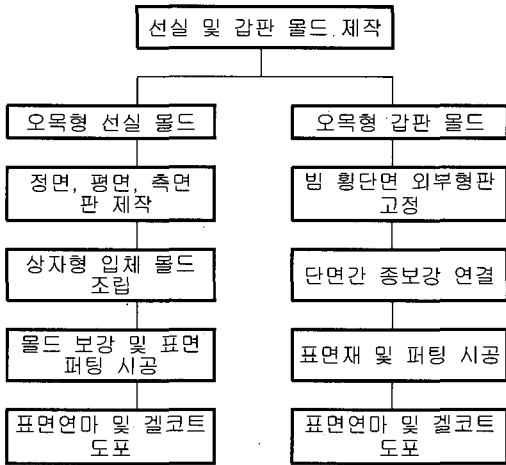 선실 및 갑판 몰드 제작
오목형 선실 몰드
오목형 갑판 몰드
정면, 평면, 측면
판 제작
빔 횡단면 외부형판
고정
상자형 입체 몰드
조립
단면간 종보강 연결
몰드 보강 및 표면
퍼팅 시공
표면재 및 퍼팅 시공
표면연마 및 겔코트
도포
표면연마 및 겔코트
도포